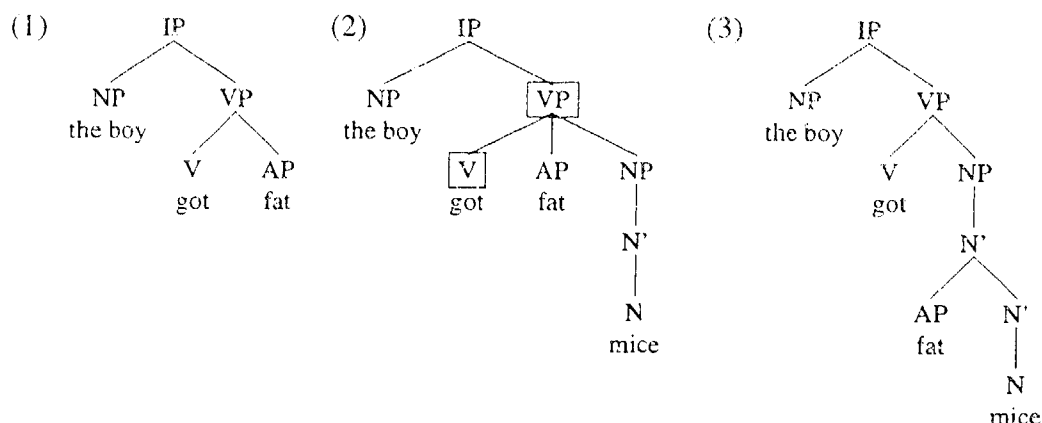 (1) IP (2) IP (3) IP
NP VP NP VP NP VP
the boy the boy the boy
V AP V AP NP V NP
got fat got fat got
N' N'
N AP N'
mice fat
N
mice